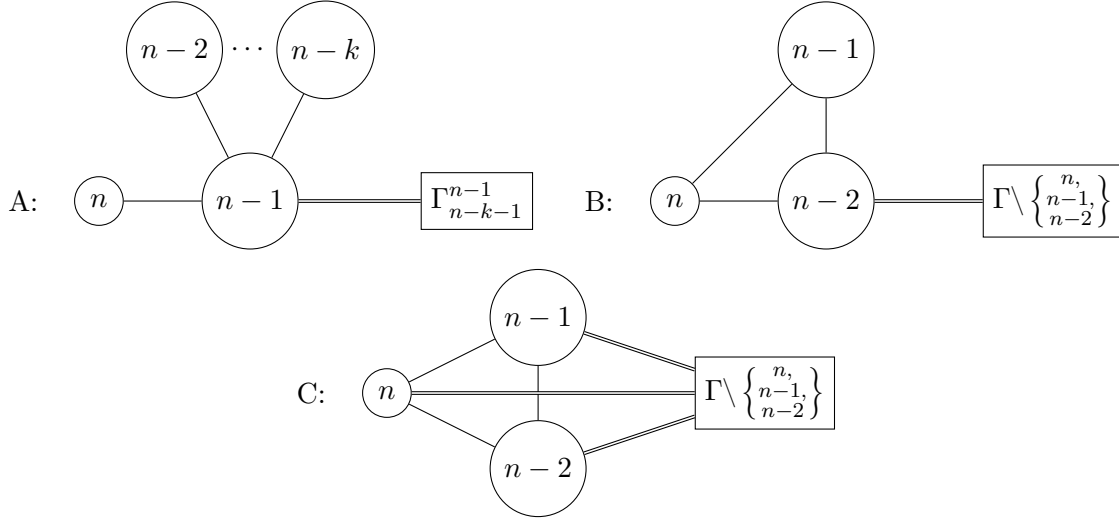 n − 2 ··· n − k
A: n n − 1 Γ^{n−1}_{n−k−1}
n − 1
B: n n − 2 Γ\ { n, n−1, n−2 }
n − 1
C: n Γ\ { n, n−1, n−2 }
n − 2